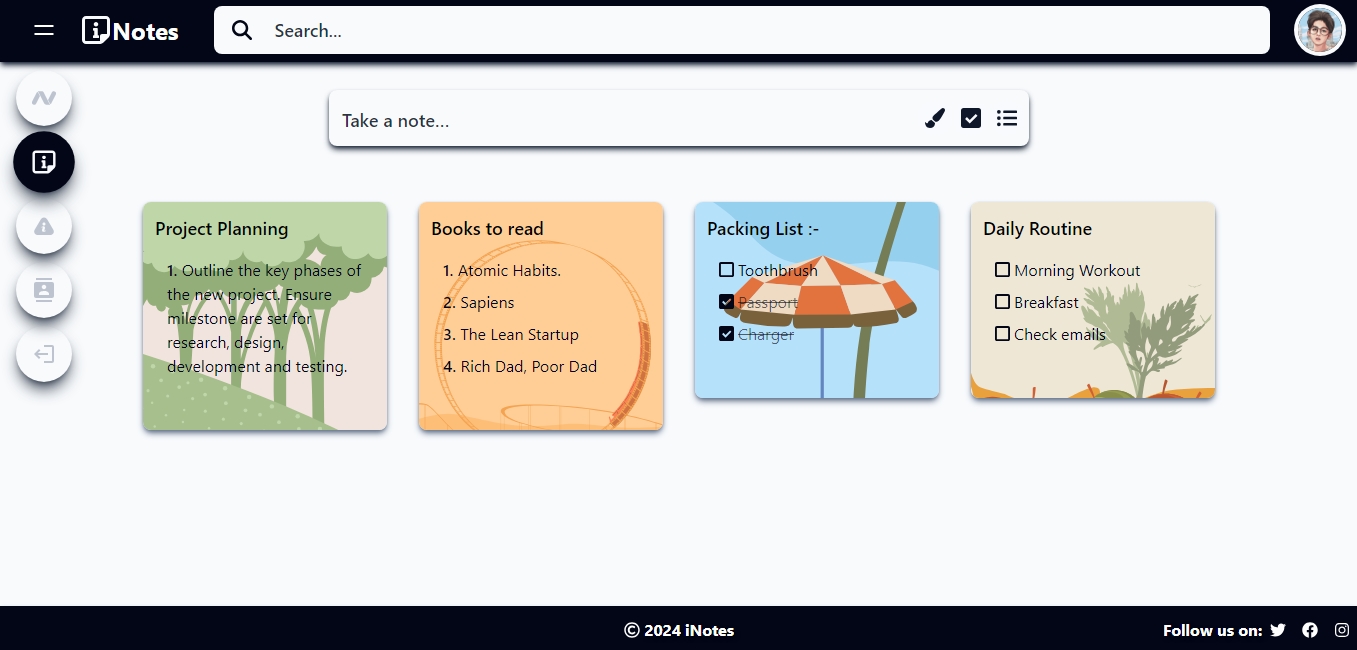 iNotes
Search...
Take a note...
Project Planning
1. Outline the key phases of
the new project. Ensure
milestone are set for
research, design,
development and testing.
Books to read
1. Atomic Habits.
2. Sapiens
3. The Lean Startup
4. Rich Dad, Poor Dad
Packing List :-
Toothbrush
Passport
Charger
Daily Routine
Morning Workout
Breakfast
Check emails
© 2024 iNotes
Follow us on: